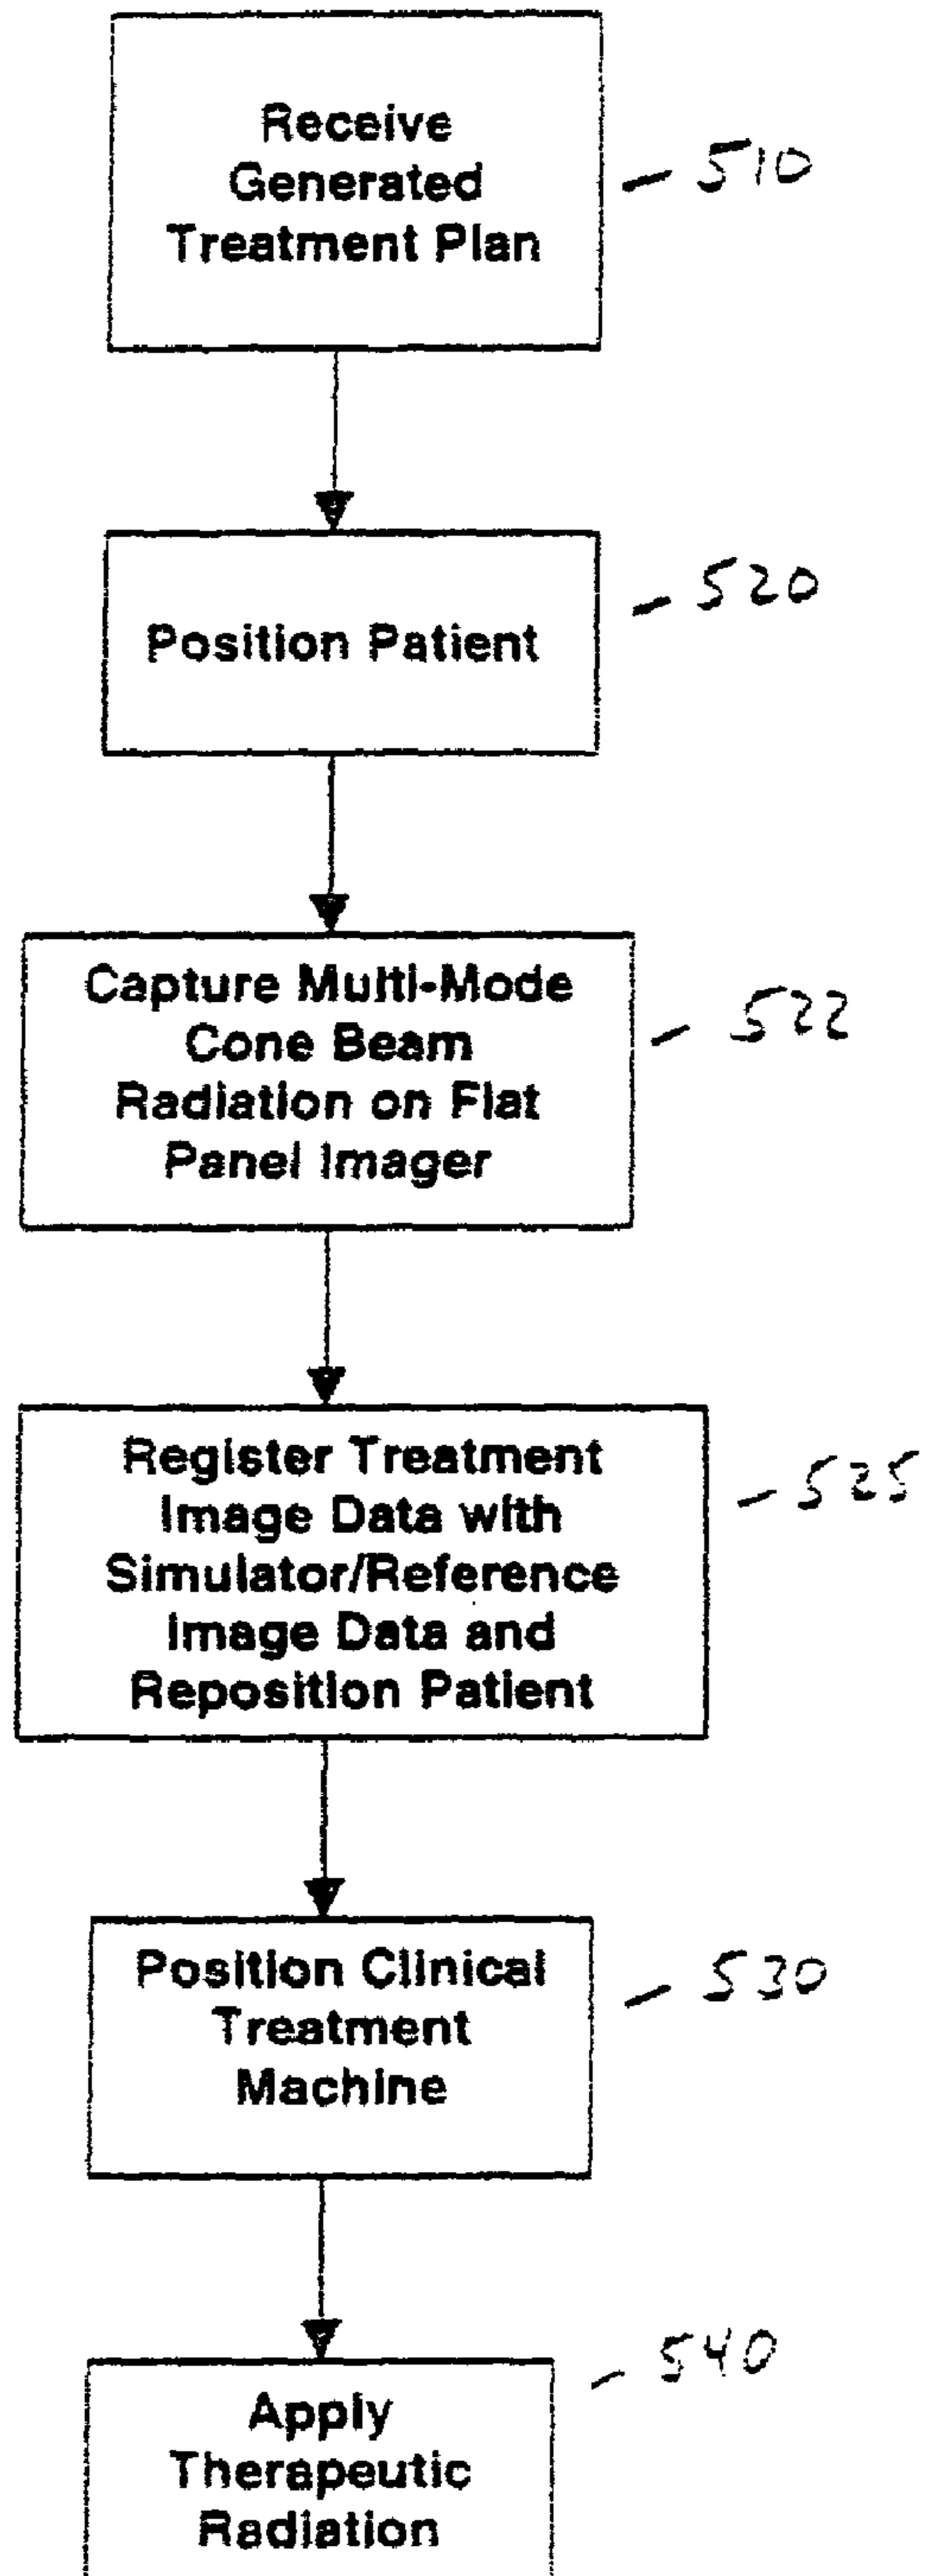 Receive
Generated
Treatment Plan
- 510
Position Patient
- 520
Capture Multi-Mode
Cone Beam
Radiation on Flat
Panel Imager
- 522
Register Treatment
Image Data with
Simulator/Reference
Image Data and
Reposition Patient
- 525
Position Clinical
Treatment
Machine
- 530
Apply
Therapeutic
Radiation
- 540